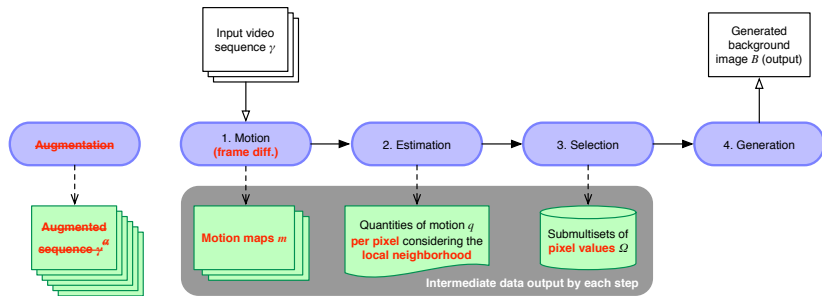 Input video
sequence γ
Generated
background
image B (output)
Augmentation
1. Motion
(frame diff.)
2. Estimation
3. Selection
4. Generation
Augmented
sequence γᵅ
Motion maps m
Quantities of motion q
per pixel considering the
local neighborhood
Submultisets of
pixel values Ω
Intermediate data output by each step